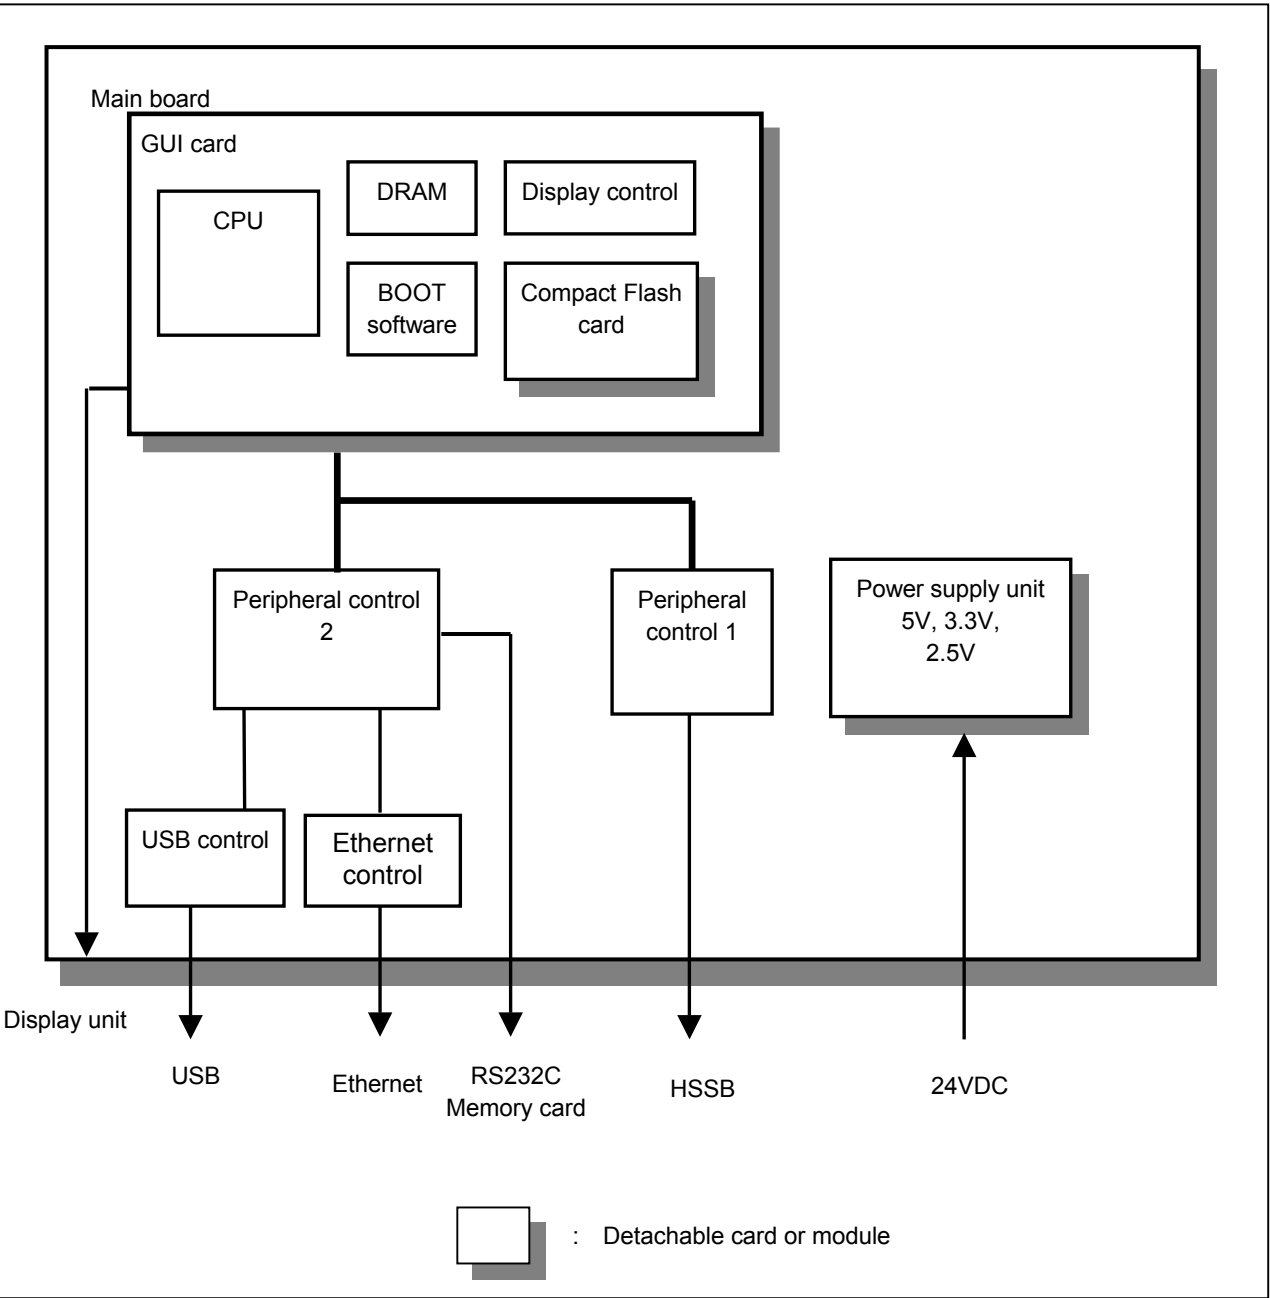 Main board
GUI card
CPU
DRAM
Display control
BOOT
software
Compact Flash
card
Peripheral control
2
Peripheral
control 1
Power supply unit
5V, 3.3V,
2.5V
USB control
Ethernet
control
Display unit
USB
Ethernet
RS232C
Memory card
HSSB
24VDC
: Detachable card or module